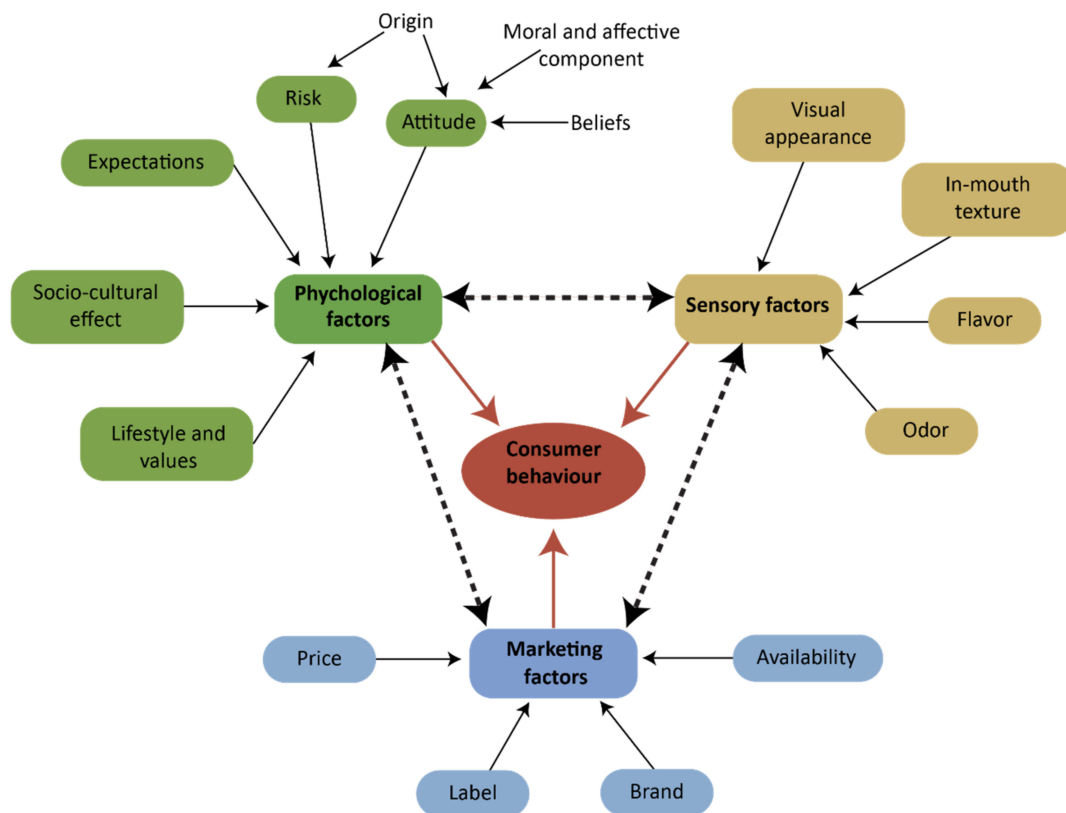 Origin
Moral and affective
component
Risk
Attitude
Beliefs
Visual
appearance
Expectations
In-mouth
texture
Socio-cultural
effect
Phychological
factors
Sensory factors
Flavor
Lifestyle and
values
Odor
Consumer
behaviour
Price
Marketing
factors
Availability
Label
Brand